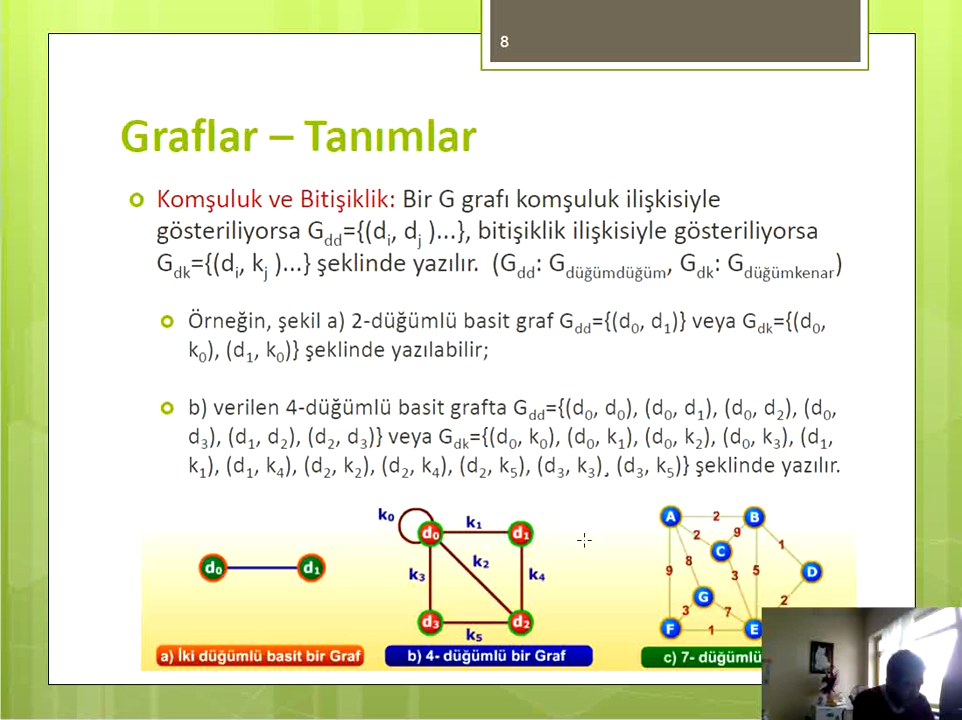 8
Graflar – Tanımlar
Komşuluk ve Bitişiklik: Bir G grafı komşuluk ilişkisiyle
gösteriliyorsa Gdd={(di, dj )...}, bitişiklik ilişkisiyle gösteriliyorsa
Gdk={(di, kj )...} şeklinde yazılır. (Gdd: Gdüğümdüğüm, Gdk: Gdüğümkenar)
Örneğin, şekil a) 2-düğümlü basit graf Gdd={(d0, d1)} veya Gdk={(d0,
k0), (d1, k0)} şeklinde yazılabilir;
b) verilen 4-düğümlü basit grafta Gdd={(d0, d0), (d0, d1), (d0, d2), (d0,
d3), (d1, d2), (d2, d3)} veya Gdk={(d0, k0), (d0, k1), (d0, k2), (d0, k3), (d1,
k1), (d1, k4), (d2, k2), (d2, k4), (d2, k5), (d3, k3)¸ (d3, k5)} şeklinde yazılır.
d0 d1
a) İki düğümlü basit bir Graf
k0 d0 k1 d1
k3 k2 k4
d3 k5 d2
b) 4- düğümlü bir Graf
A 2 B
2 9 1
C
9 8 3 5 D
G
3 7 2
F 1 E
c) 7- düğümlü